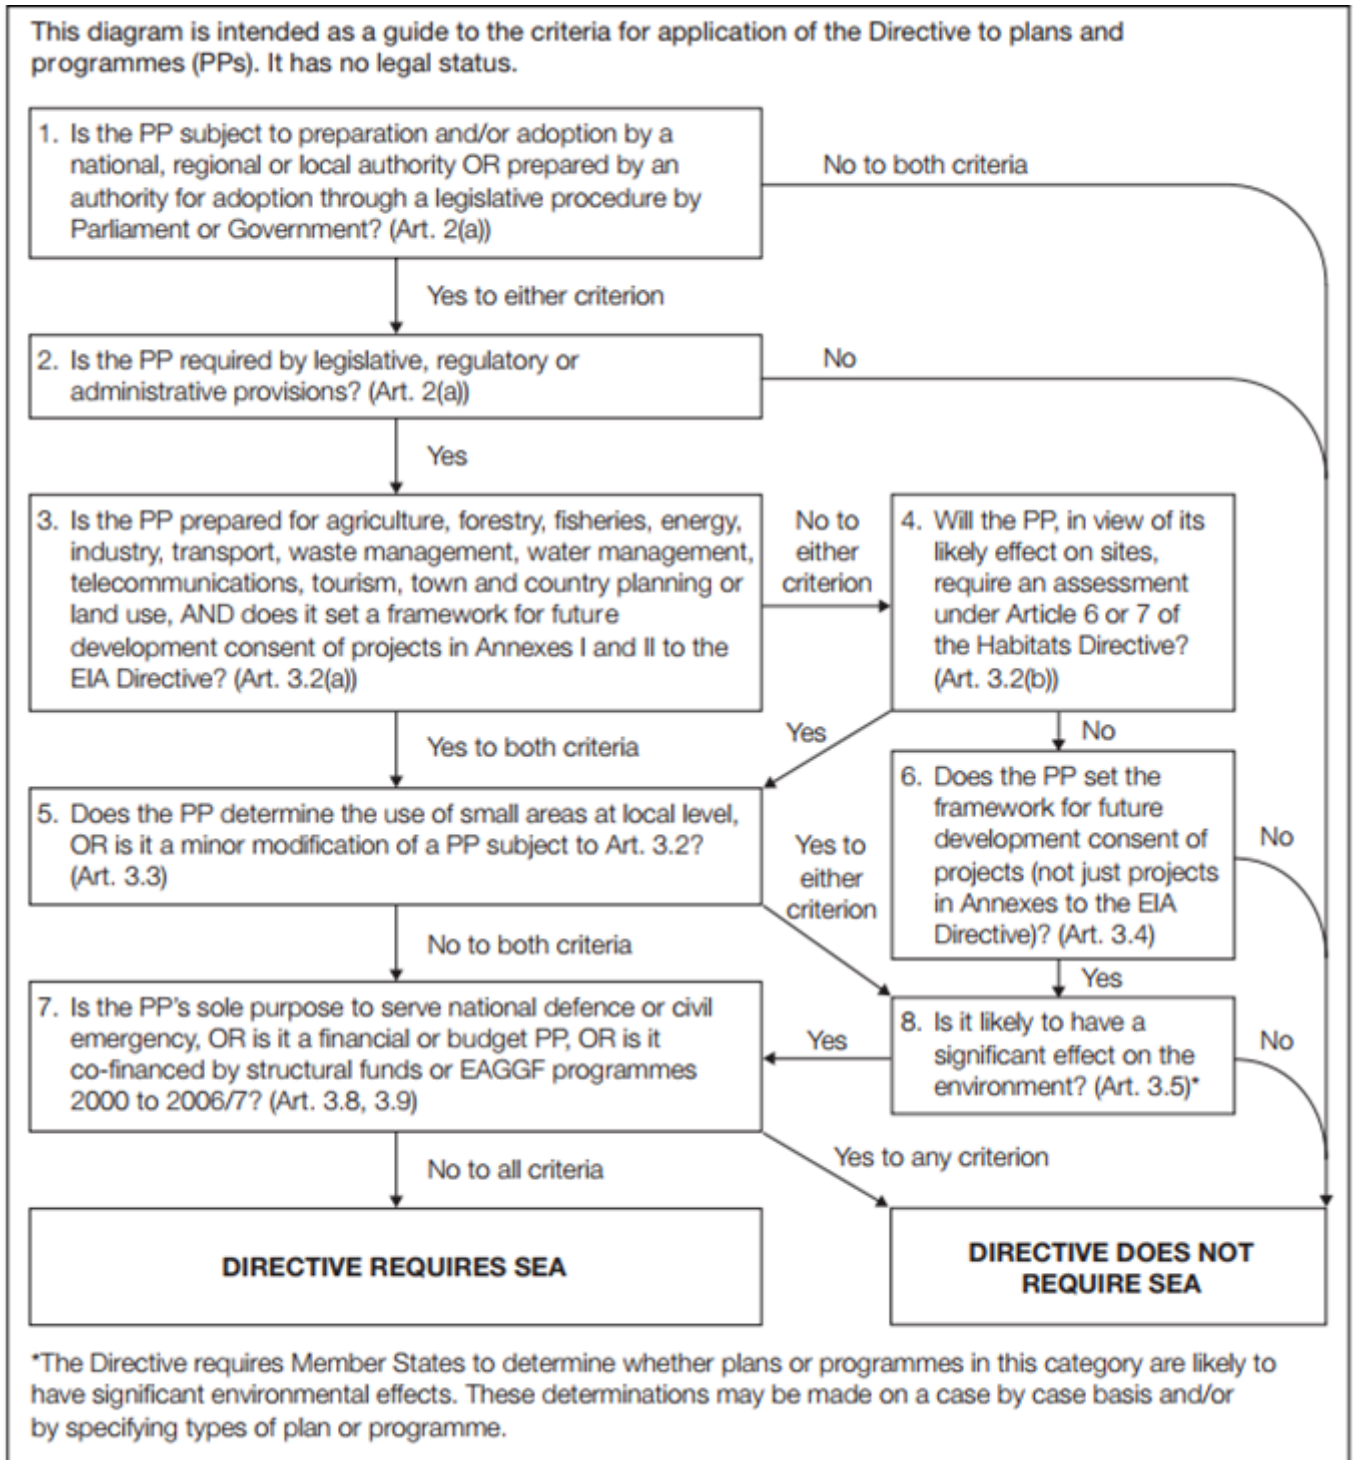 This diagram is intended as a guide to the criteria for application of the Directive to plans and
programmes (PPs). It has no legal status.
1. Is the PP subject to preparation and/or adoption by a
national, regional or local authority OR prepared by an
authority for adoption through a legislative procedure by
Parliament or Government? (Art. 2(a))
No to both criteria
Yes to either criterion
2. Is the PP required by legislative, regulatory or
administrative provisions? (Art. 2(a))
No
Yes
3. Is the PP prepared for agriculture, forestry, fisheries, energy,
industry, transport, waste management, water management,
telecommunications, tourism, town and country planning or
land use, AND does it set a framework for future
development consent of projects in Annexes I and II to the
EIA Directive? (Art. 3.2(a))
No to
either
criterion
4. Will the PP, in view of its
likely effect on sites,
require an assessment
under Article 6 or 7 of
the Habitats Directive?
(Art. 3.2(b))
Yes to both criteria
Yes
No
5. Does the PP determine the use of small areas at local level,
OR is it a minor modification of a PP subject to Art. 3.2?
(Art. 3.3)
Yes to
either
criterion
6. Does the PP set the
framework for future
development consent of
projects (not just projects
in Annexes to the EIA
Directive)? (Art. 3.4)
No
No to both criteria
Yes
7. Is the PP's sole purpose to serve national defence or civil
emergency, OR is it a financial or budget PP, OR is it
co-financed by structural funds or EAGGF programmes
2000 to 2006/7? (Art. 3.8, 3.9)
Yes
8. Is it likely to have a
significant effect on the
environment? (Art. 3.5)*
No
No to all criteria
Yes to any criterion
DIRECTIVE REQUIRES SEA
DIRECTIVE DOES NOT
REQUIRE SEA
*The Directive requires Member States to determine whether plans or programmes in this category are likely to
have significant environmental effects. These determinations may be made on a case by case basis and/or
by specifying types of plan or programme.